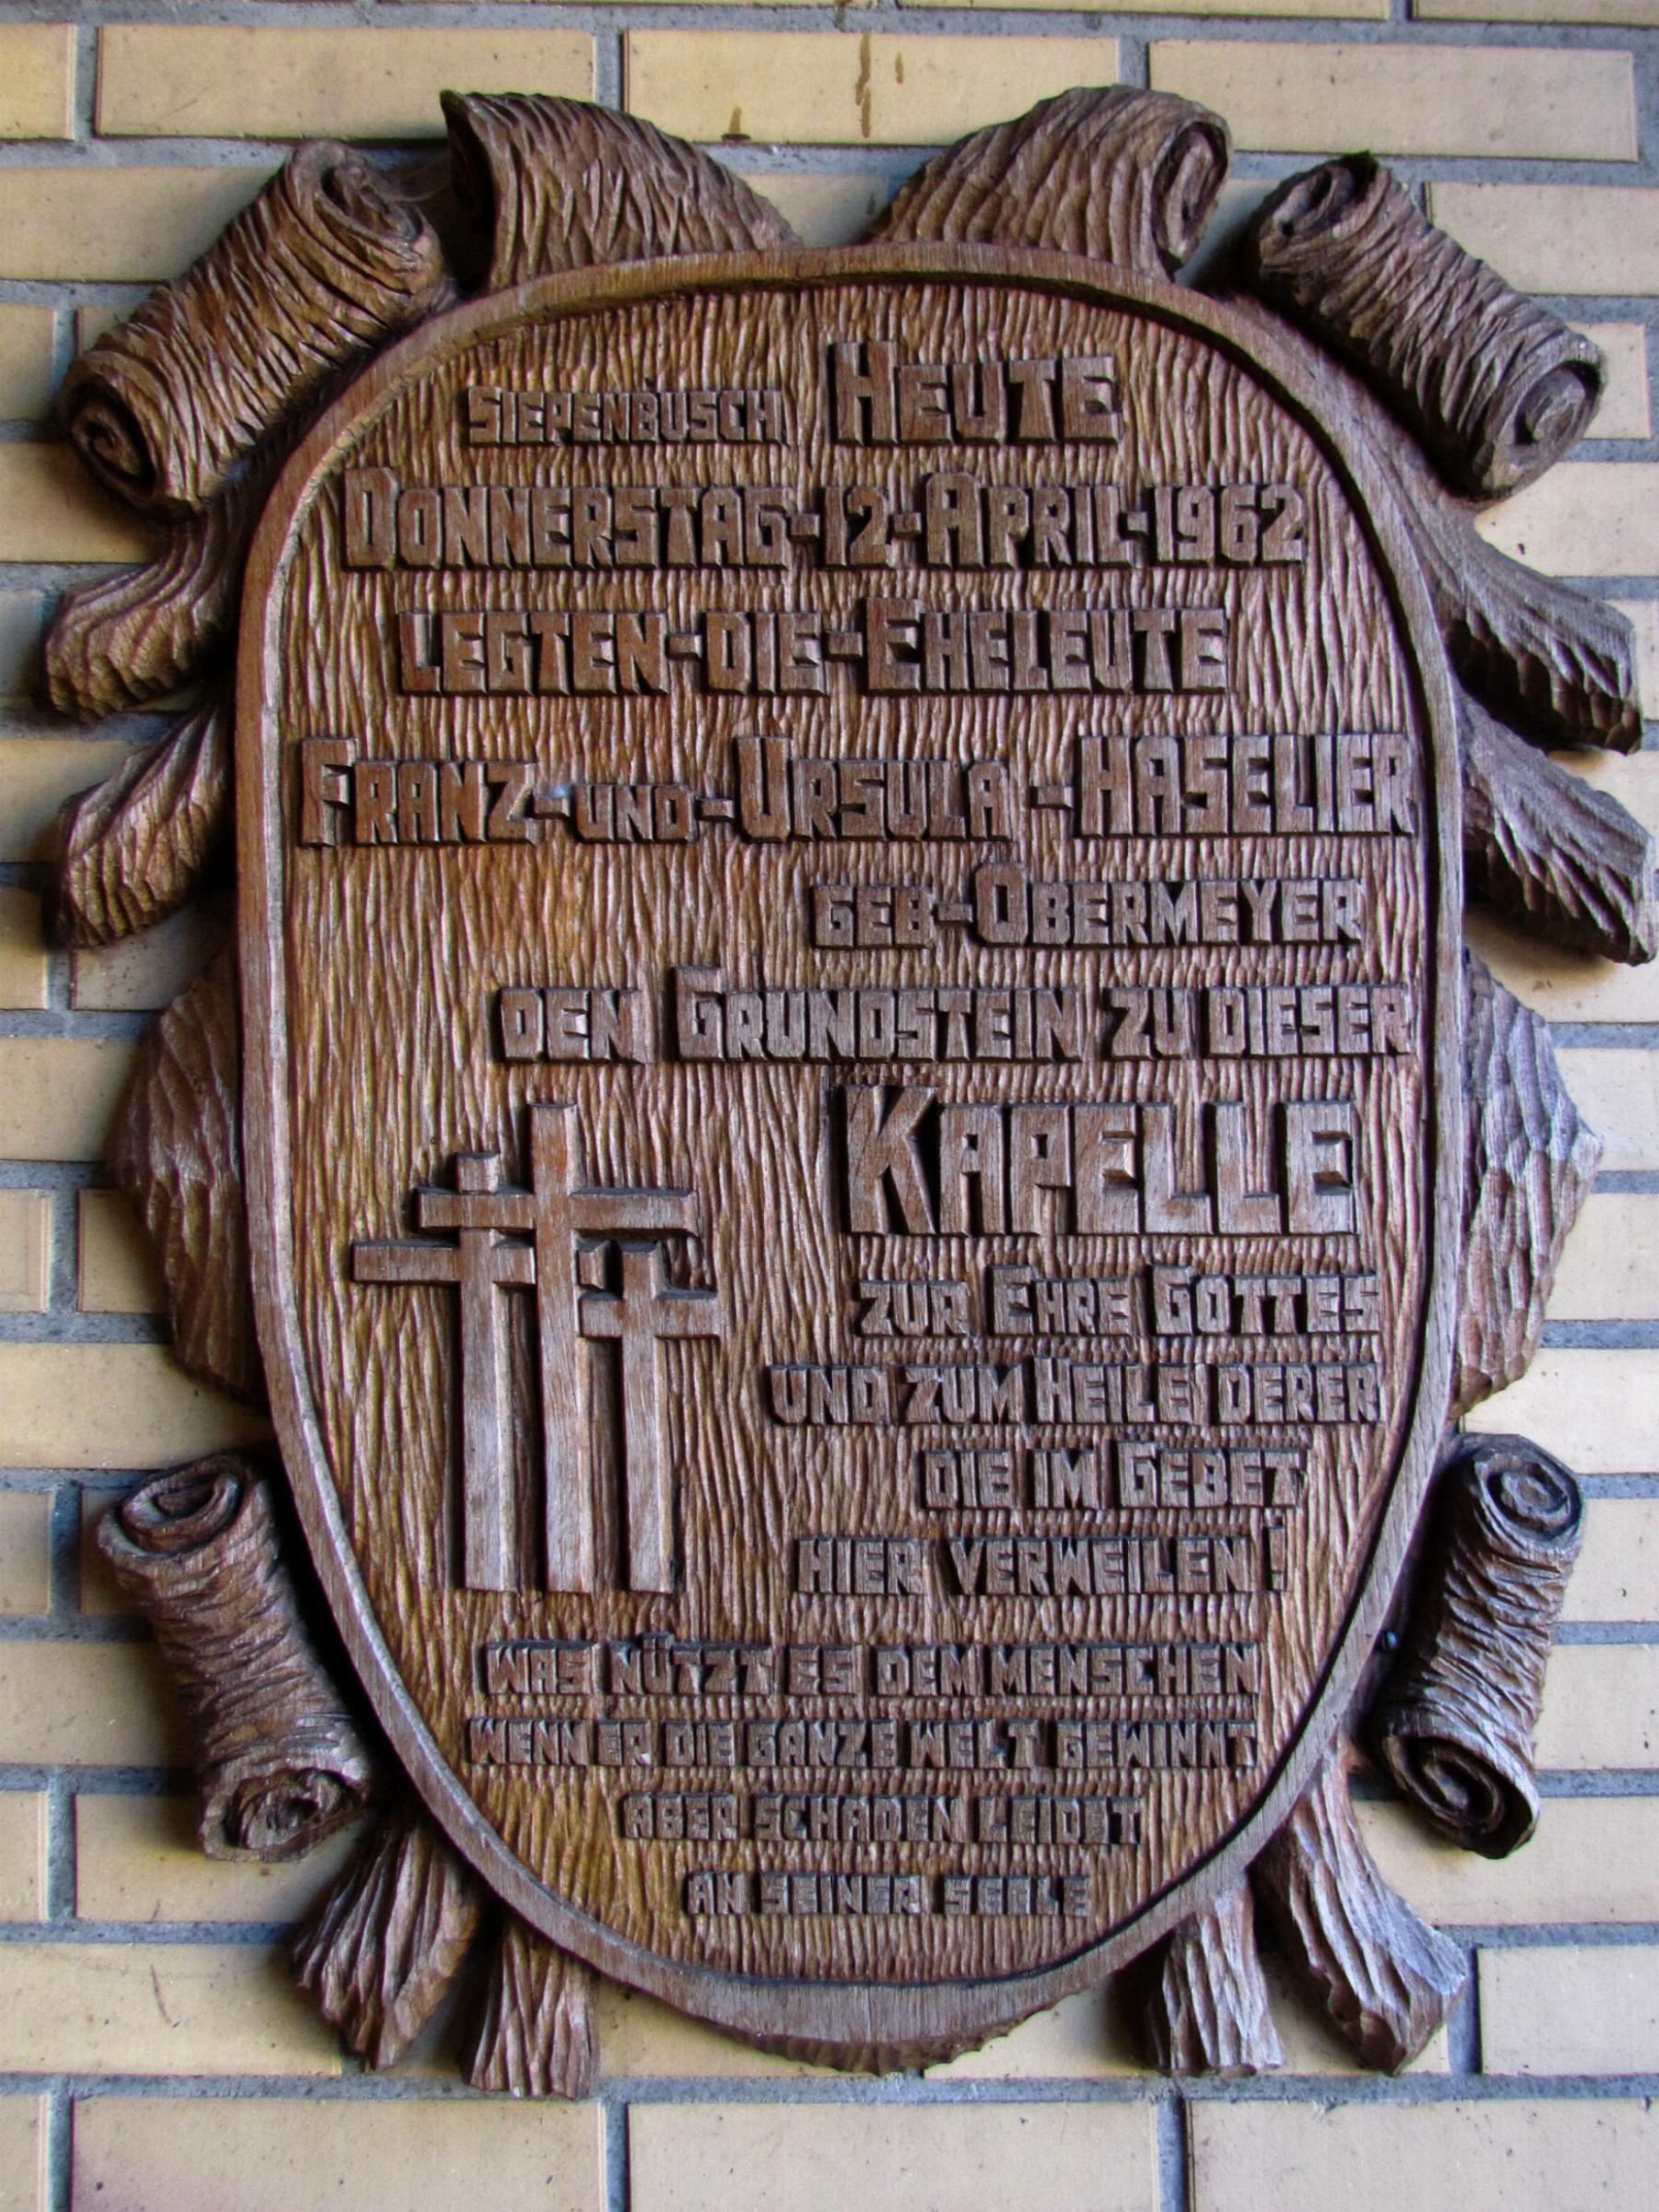 SIEPENBUSCH HEUTE
DONNERSTAG-12-APRIL-1962
LEGTEN-DIE-EHELEUTE
FRANZ-UND-URSULA-HASELIER
GEB-OBERMEYER
DEN GRUNDSTEIN ZU DIESER
KAPELLE
ZUR EHRE GOTTES
UND ZUM HEILE DERER
DIE IM GEBET
HIER VERWEILEN!
WAS NÜTZT ES DEM MENSCHEN
WENN ER DIE GANZE WELT GEWINNT
ABER SCHADEN LEIDET
AN SEINER SEELE